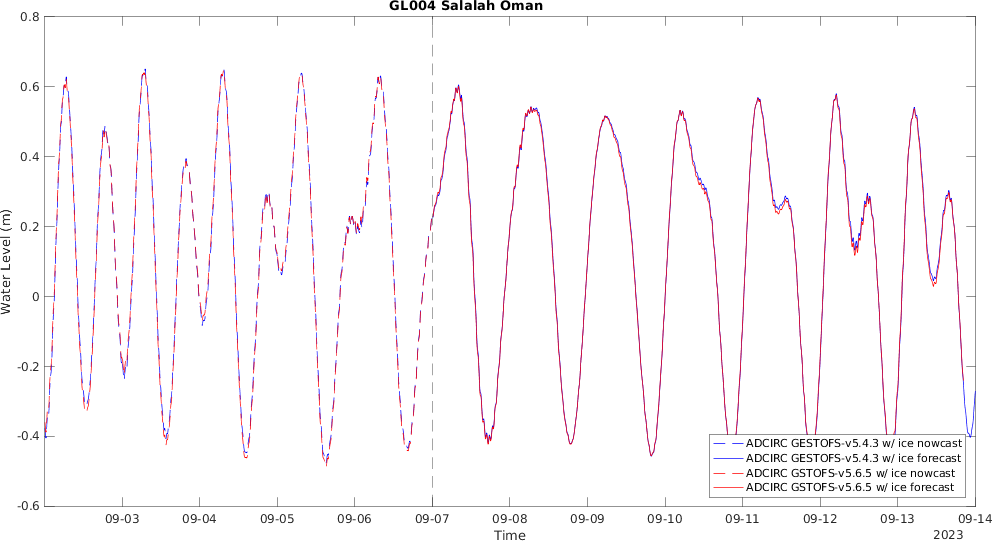 GL004 Salalah Oman
0.8
0.6
0.4
0.2
0
-0.2
-0.4
-0.6
Water Level (m)
ADCIRC GESTOFS-v5.4.3 w/ ice nowcast
ADCIRC GESTOFS-v5.4.3 w/ ice forecast
ADCIRC GSTOFS-v5.6.5 w/ ice nowcast
ADCIRC GSTOFS-v5.6.5 w/ ice forecast
09-03 09-04 09-05 09-06 09-07 09-08 09-09 09-10 09-11 09-12 09-13 09-14
Time
2023